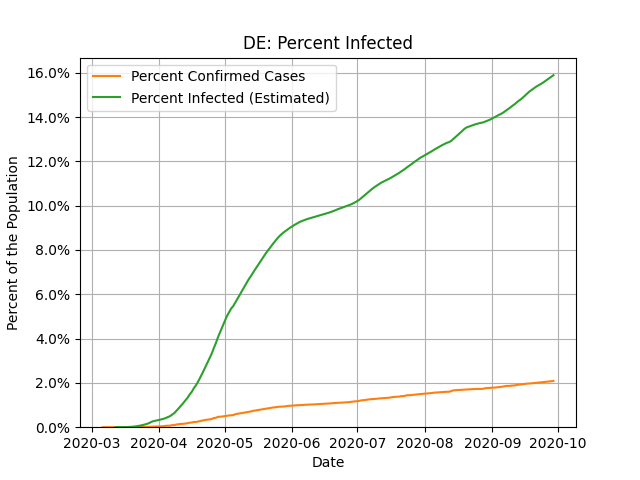 DE: Percent Infected
Percent Confirmed Cases
Percent Infected (Estimated)
Percent of the Population
16.0%
14.0%
12.0%
10.0%
8.0%
6.0%
4.0%
2.0%
0.0%
2020-03 2020-04 2020-05 2020-06 2020-07 2020-08 2020-09 2020-10
Date